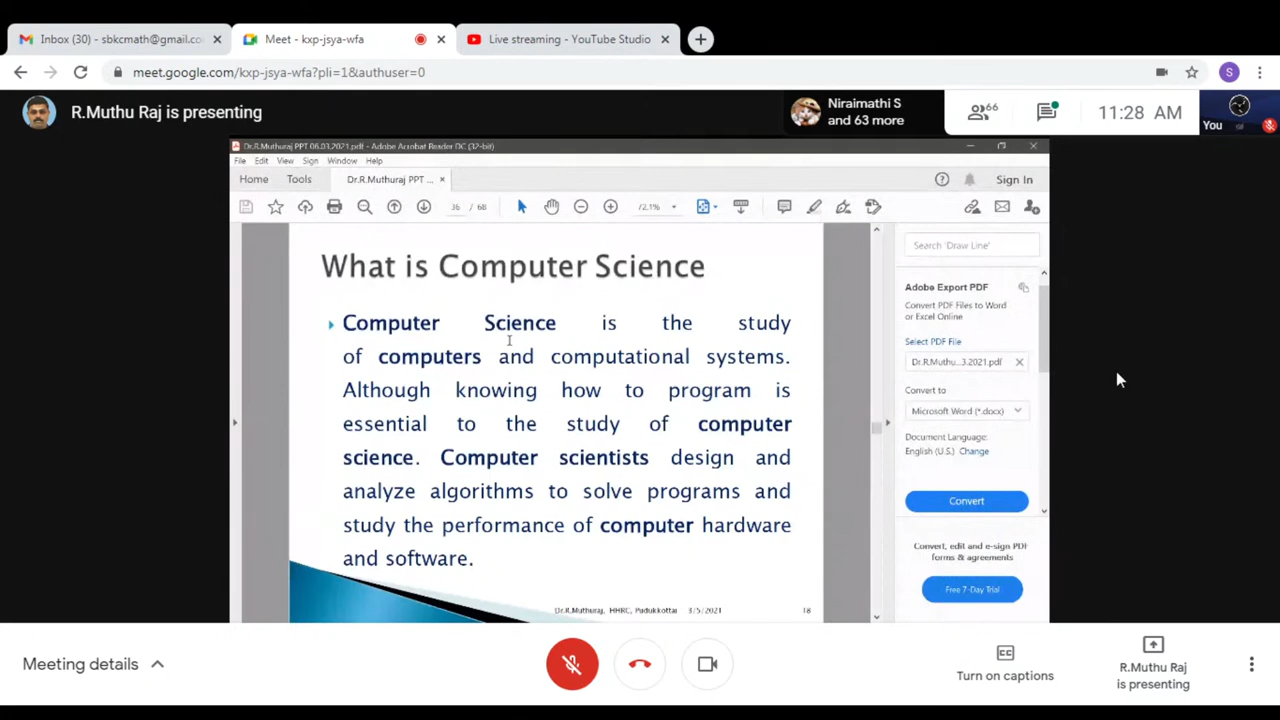 Inbox (30) - sbkcmath@gmail.co
Meet - kxp-jsya-wfa
Live streaming - YouTube Studio
meet.google.com/kxp-jsya-wfa?pli=1&authuser=0
S
R.Muthu Raj is presenting
Niraimathi S
and 63 more
66
11:28 AM
You
Dr.R.Muthuraj PPT 06.03.2021.pdf - Adobe Acrobat Reader DC (32-bit)
File Edit View Sign Window Help
Home Tools Dr.R.Muthuraj PPT ... Sign In
36 / 68 72.1%
What is Computer Science
Computer Science is the study
of computers and computational systems.
Although knowing how to program is
essential to the study of computer
science. Computer scientists design and
analyze algorithms to solve programs and
study the performance of computer hardware
and software.
Dr.R.Muthuraj, HHRC, Pudukkottai 3/5/2021 18
Search 'Draw Line'
Adobe Export PDF
Convert PDF Files to Word
or Excel Online
Select PDF File
Dr.R.Muthu...3.2021.pdf
Convert to
Microsoft Word (*.docx)
Document Language:
English (U.S.) Change
Convert
Convert, edit and e-sign PDF
forms & agreements
Free 7-Day Trial
Meeting details
CC
Turn on captions
R.Muthu Raj
is presenting